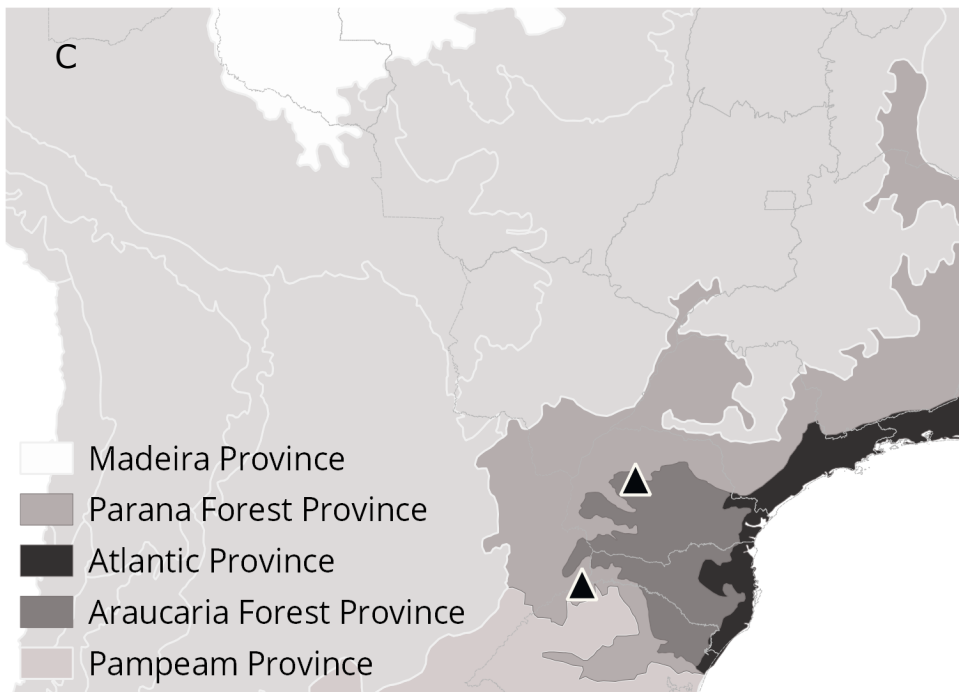 C
Madeira Province
Parana Forest Province
Atlantic Province
Araucaria Forest Province
Pampeam Province